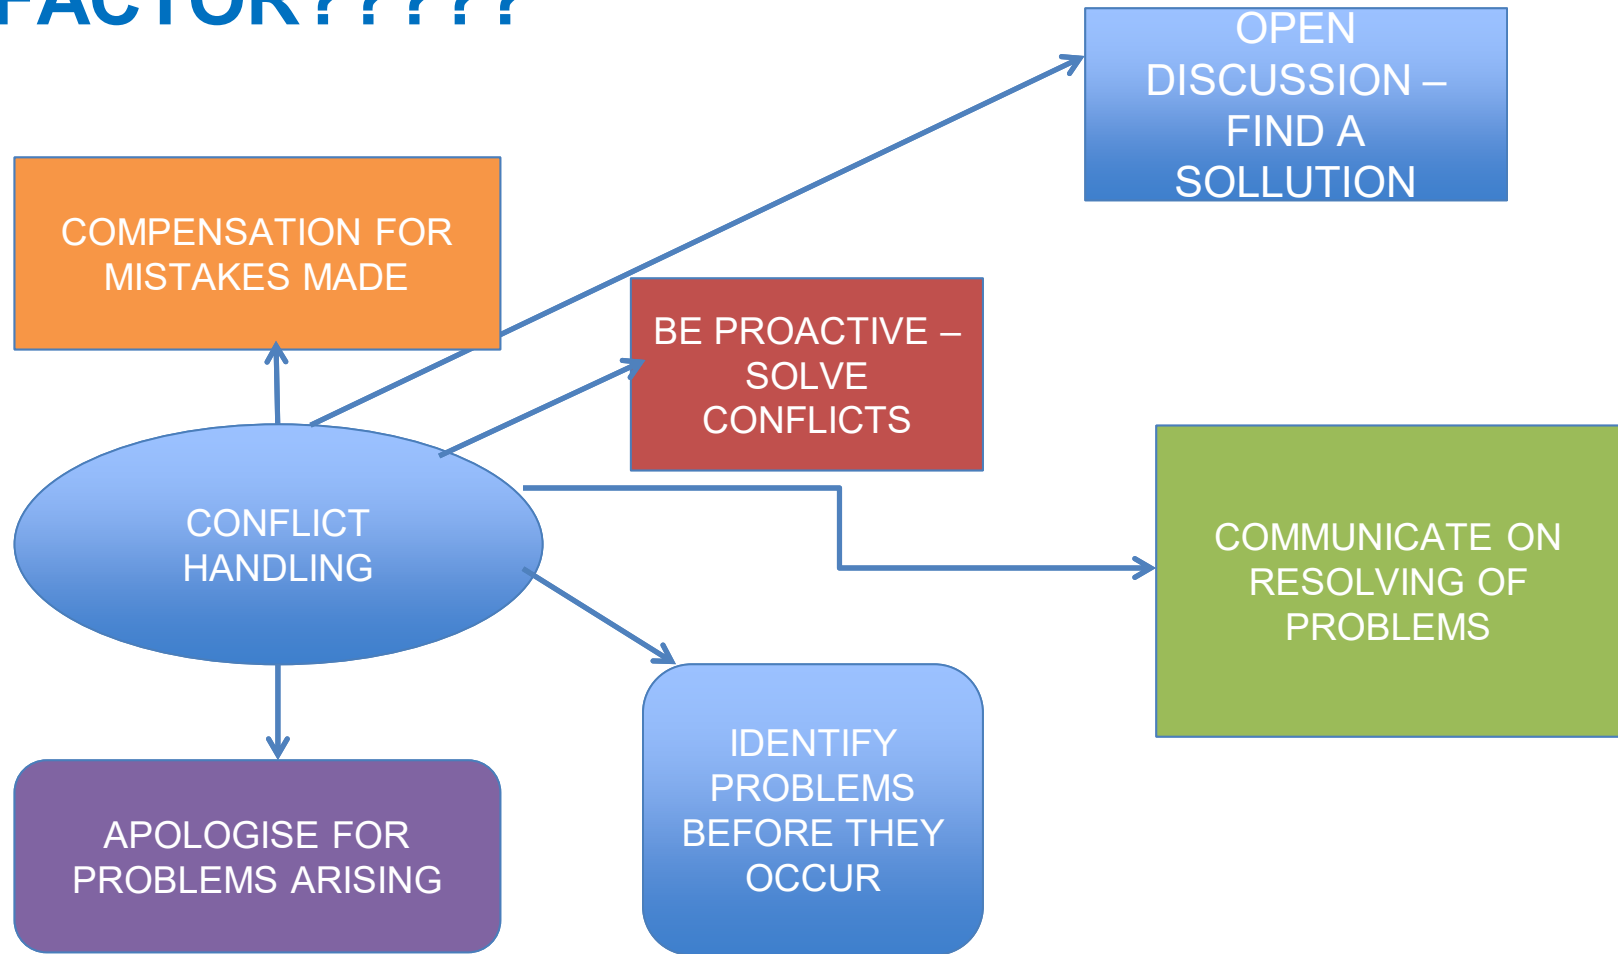 FACTOR?????
OPEN
DISCUSSION –
FIND A
SOLLUTION
COMPENSATION FOR
MISTAKES MADE
BE PROACTIVE –
SOLVE
CONFLICTS
CONFLICT
HANDLING
COMMUNICATE ON
RESOLVING OF
PROBLEMS
IDENTIFY
PROBLEMS
BEFORE THEY
OCCUR
APOLOGISE FOR
PROBLEMS ARISING